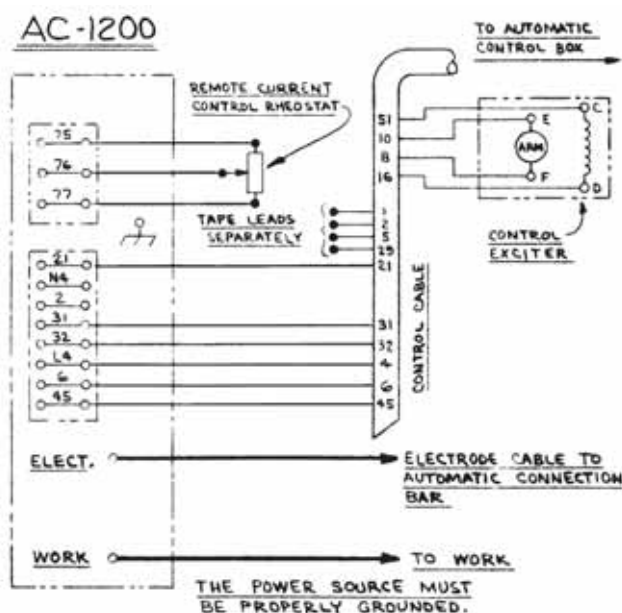 AC-1200
TO AUTOMATIC
CONTROL BOX
REMOTE CURRENT
CONTROL RHEOSTAT
75
76
77
TAPE LEADS
SEPARATELY
51
10
8
16
1
2
5
29
21
E
ARM
F
C
D
CONTROL
EXCITER
21
N4
2
31
32
L4
6
45
31
32
4
6
45
CONTROL CABLE
ELECT.
ELECTRODE CABLE TO
AUTOMATIC CONNECTION
BAR
WORK
TO WORK
THE POWER SOURCE MUST
BE PROPERLY GROUNDED.